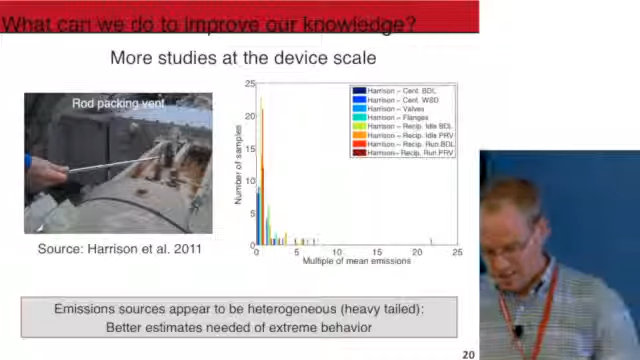 What can we do to improve our knowledge?
More studies at the device scale
Rod packing vent
Source: Harrison et al. 2011
Number of samples
25
20
15
10
5
0
Harrison – Cent. BDL
Harrison – Cent. WSD
Harrison – Valves
Harrison – Flanges
Harrison – Recip. Idle BDL
Harrison – Recip. Idle PRV
Harrison – Recip. Run BDL
Harrison – Recip. Run PRV
0 5 10 15 20 25
Multiple of mean emissions
Emissions sources appear to be heterogeneous (heavy tailed):
Better estimates needed of extreme behavior
20